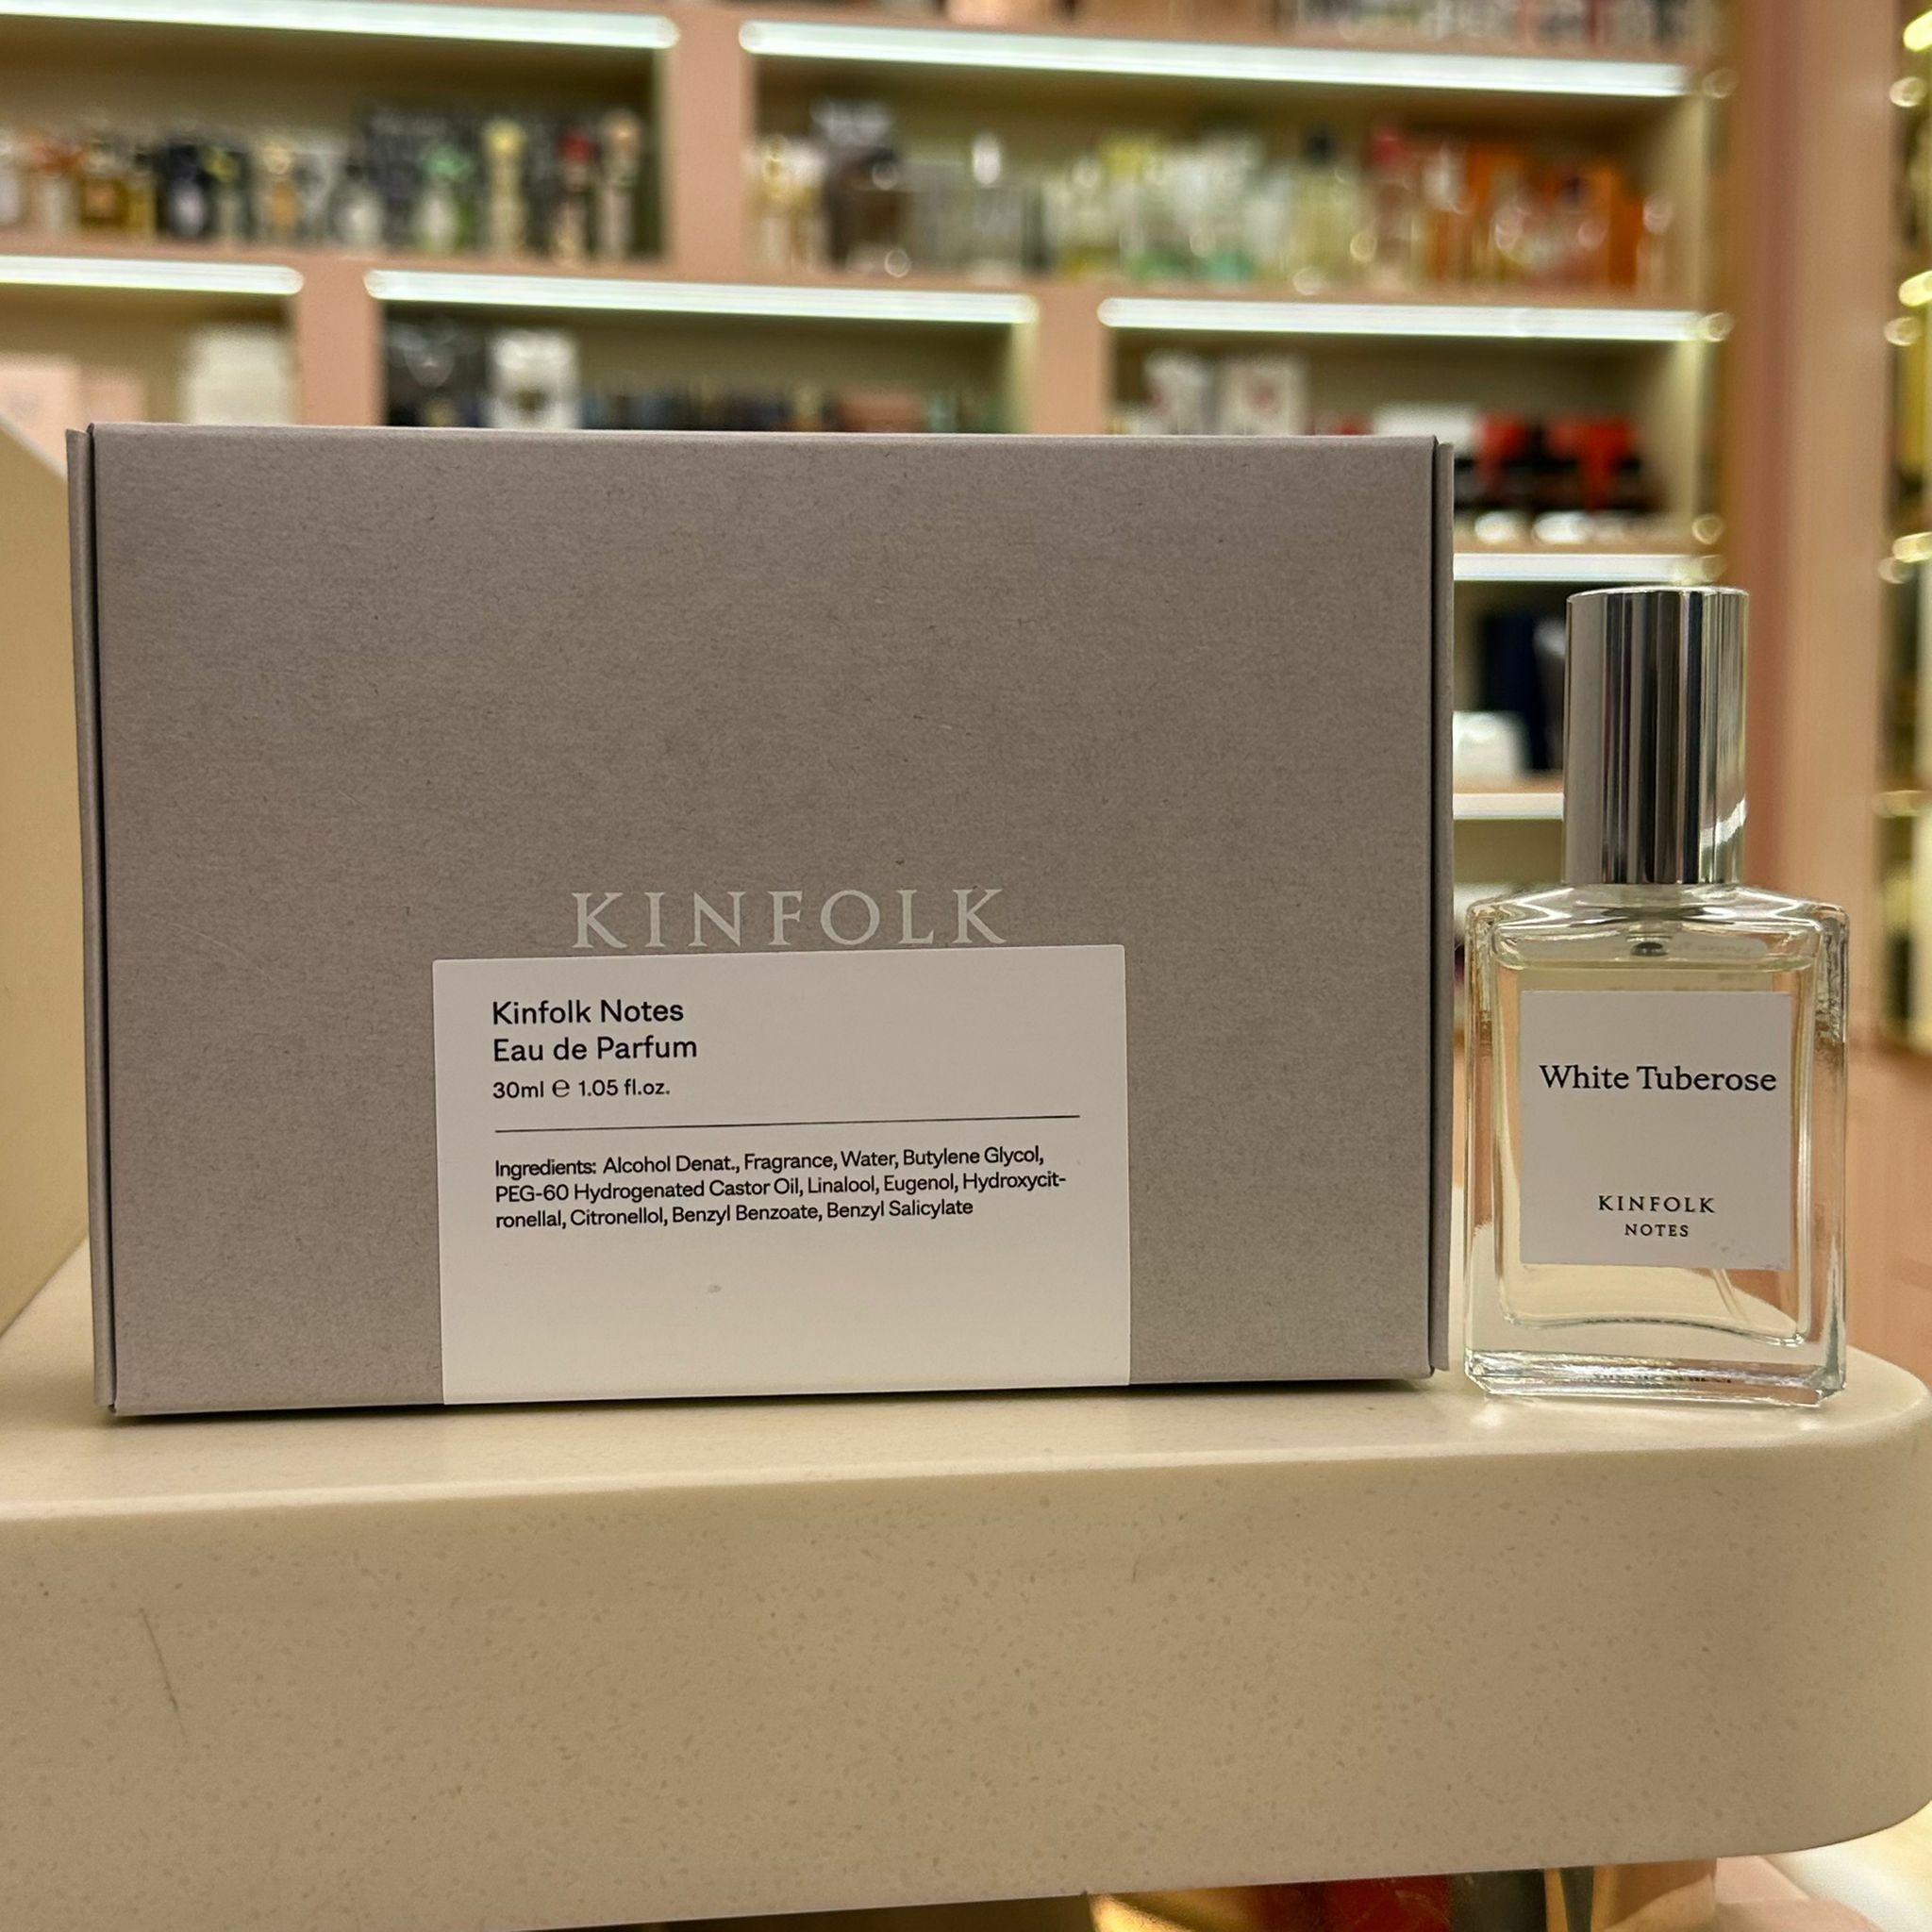 KINFOLK
Kinfolk Notes
Eau de Parfum
30ml ℮ 1.05 fl.oz.
Ingredients: Alcohol Denat., Fragrance, Water, Butylene Glycol,
PEG-60 Hydrogenated Castor Oil, Linalool, Eugenol, Hydroxycit-
ronellal, Citronellol, Benzyl Benzoate, Benzyl Salicylate
White Tuberose
KINFOLK
NOTES